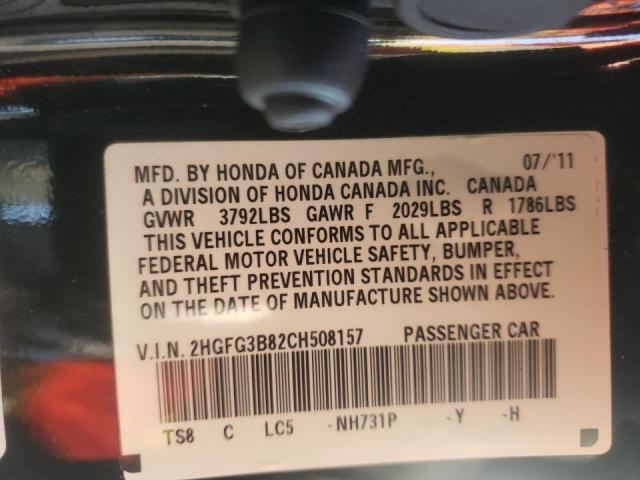 MFD. BY HONDA OF CANADA MFG., 07/'11
A DIVISION OF HONDA CANADA INC. CANADA
GVWR 3792LBS GAWR F 2029LBS R 1786LBS
THIS VEHICLE CONFORMS TO ALL APPLICABLE
FEDERAL MOTOR VEHICLE SAFETY, BUMPER,
AND THEFT PREVENTION STANDARDS IN EFFECT
ON THE DATE OF MANUFACTURE SHOWN ABOVE.
V.I.N. 2HGFG3B82CH508157 PASSENGER CAR
TS8 C LC5 -NH731P -Y -H